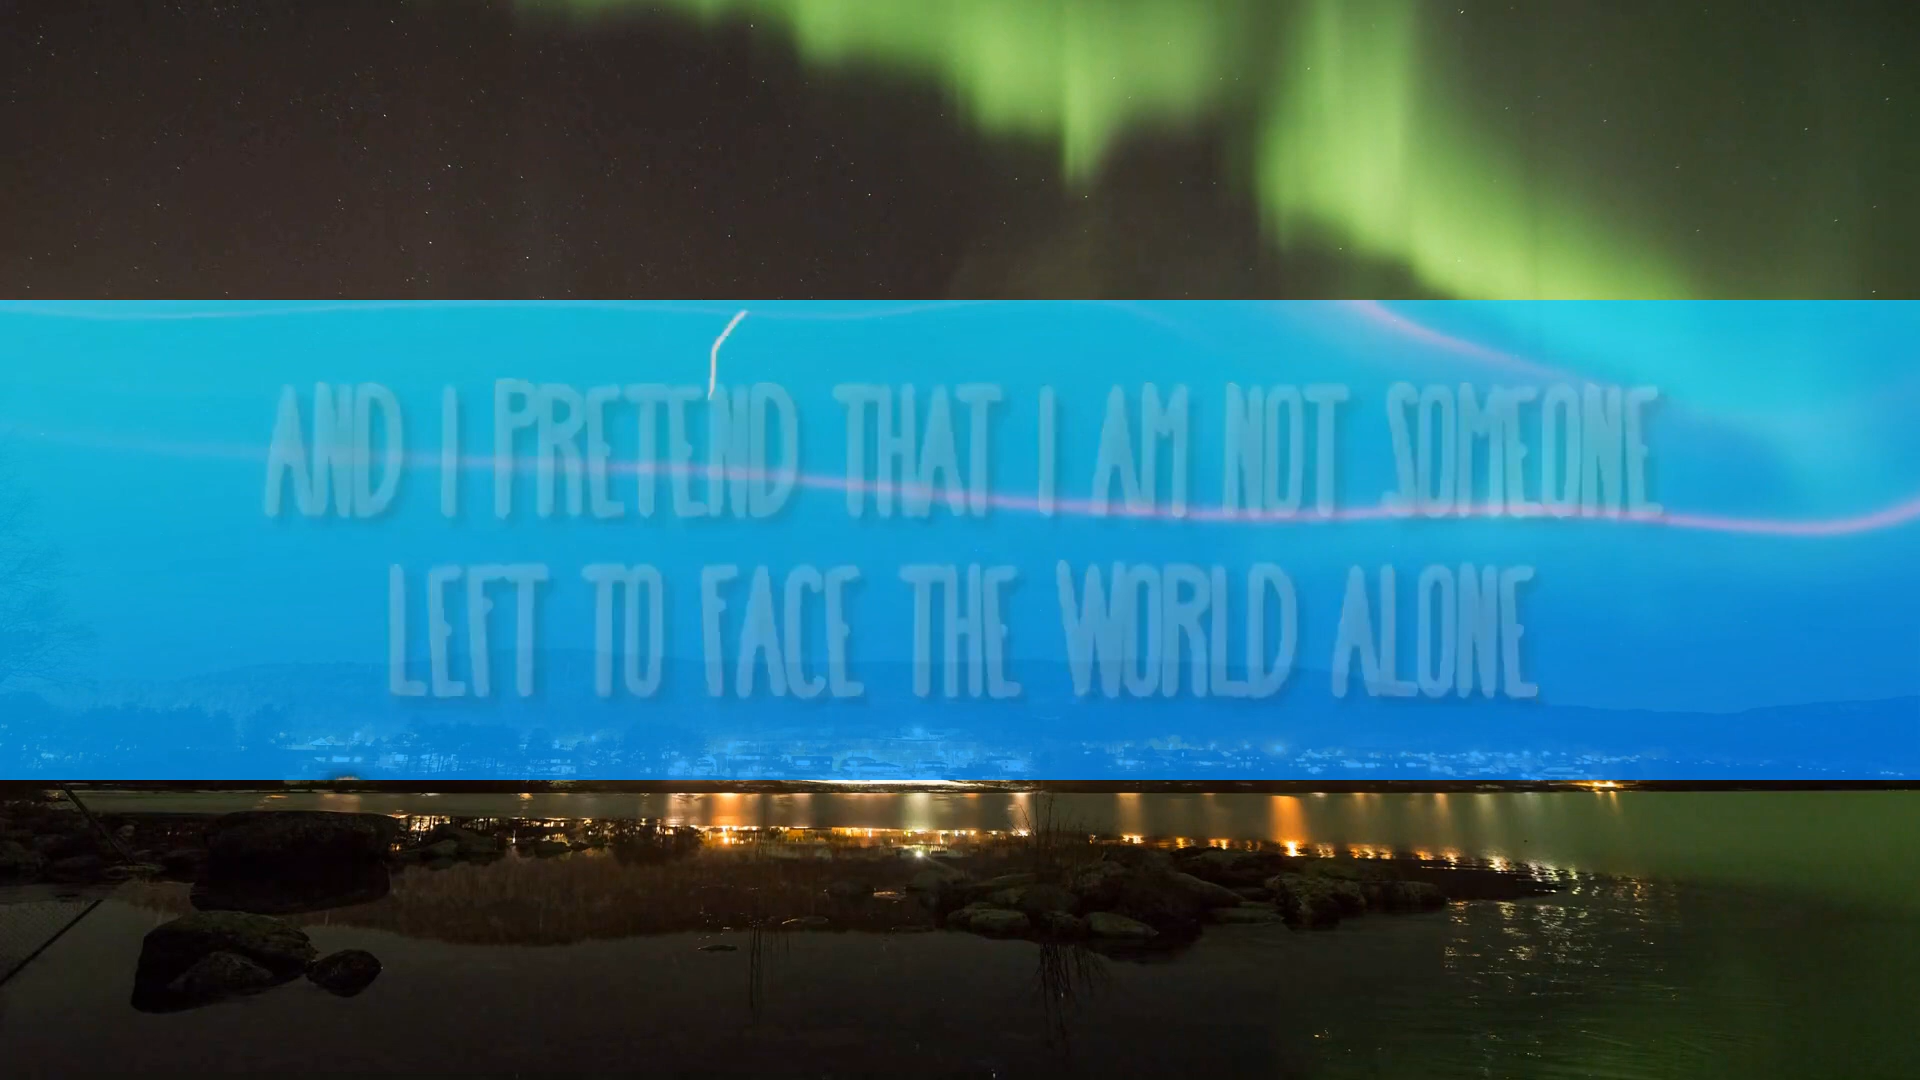 AND I PRETEND THAT I AM NOT SOMEONE
LEFT TO FACE THE WORLD ALONE